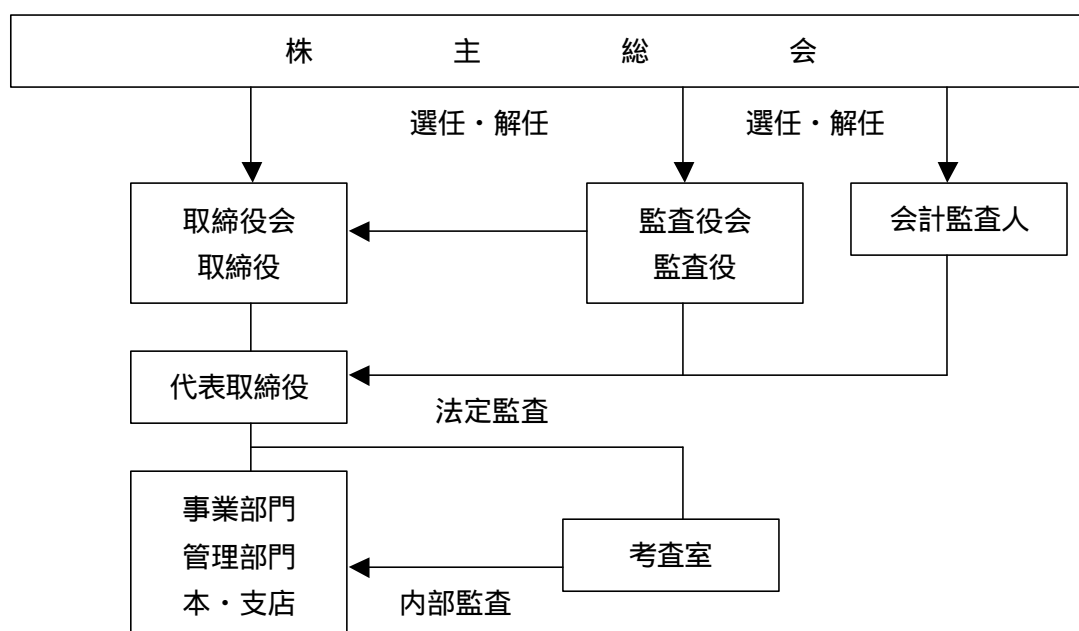 株主総会
選任・解任
選任・解任
取締役会
取締役
監査役会
監査役
会計監査人
代表取締役
法定監査
事業部門
管理部門
本・支店
考査室
内部監査